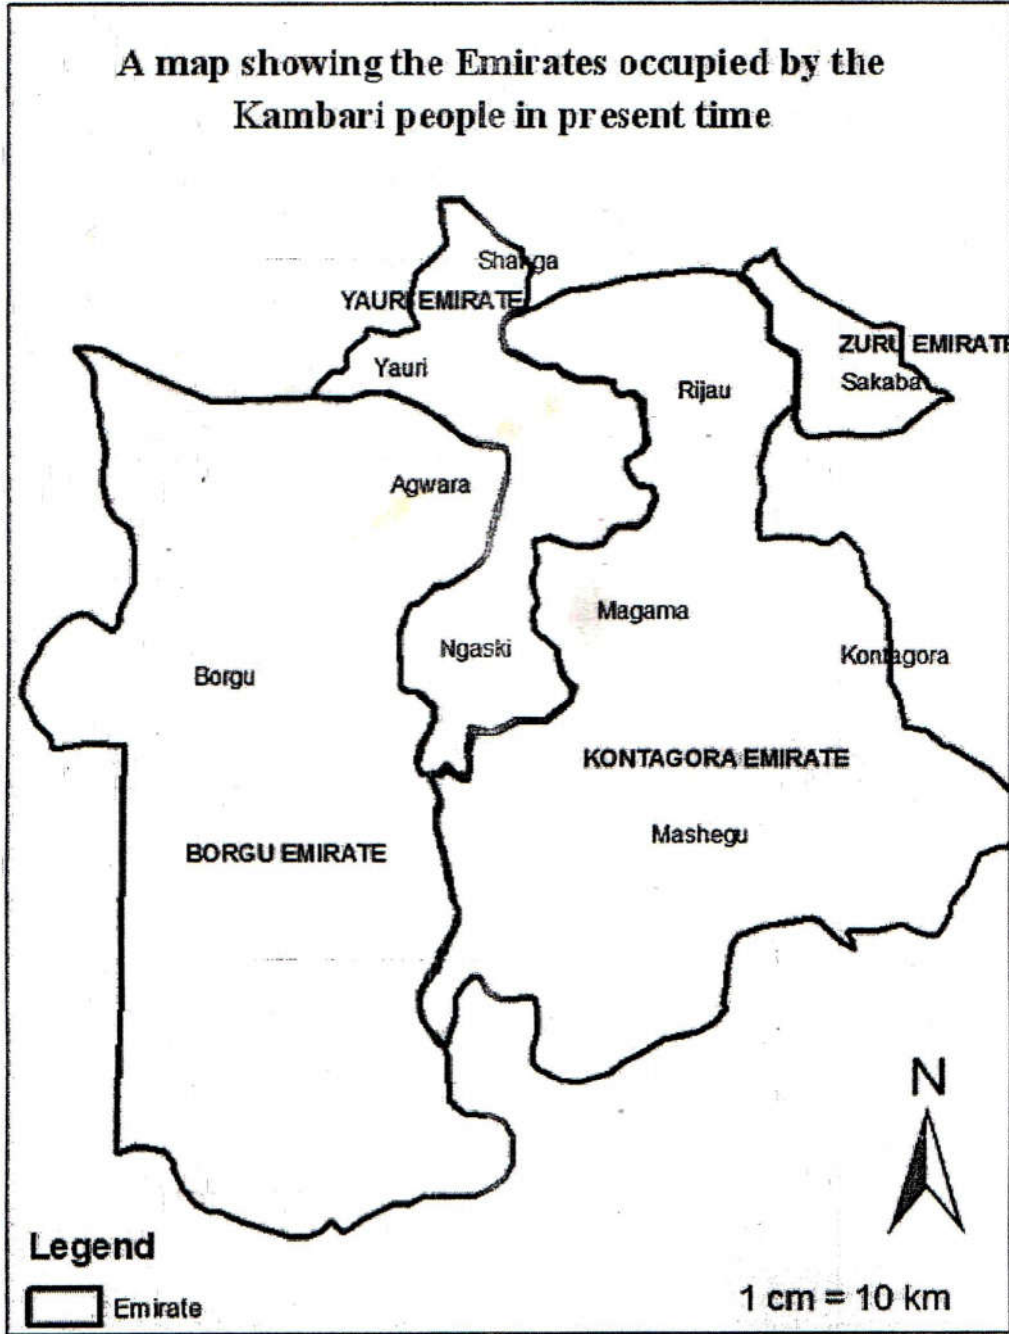 A map showing the Emirates occupied by the
Kambari people in present time
Shanga
YAURI EMIRATE
ZURU EMIRATE
Yauri
Sakaba
Rijau
Agwara
Magama
Ngaski
Kontagora
Borgu
KONTAGORA EMIRATE
Mashegu
BORGU EMIRATE
N
Legend
Emirate
1 cm = 10 km